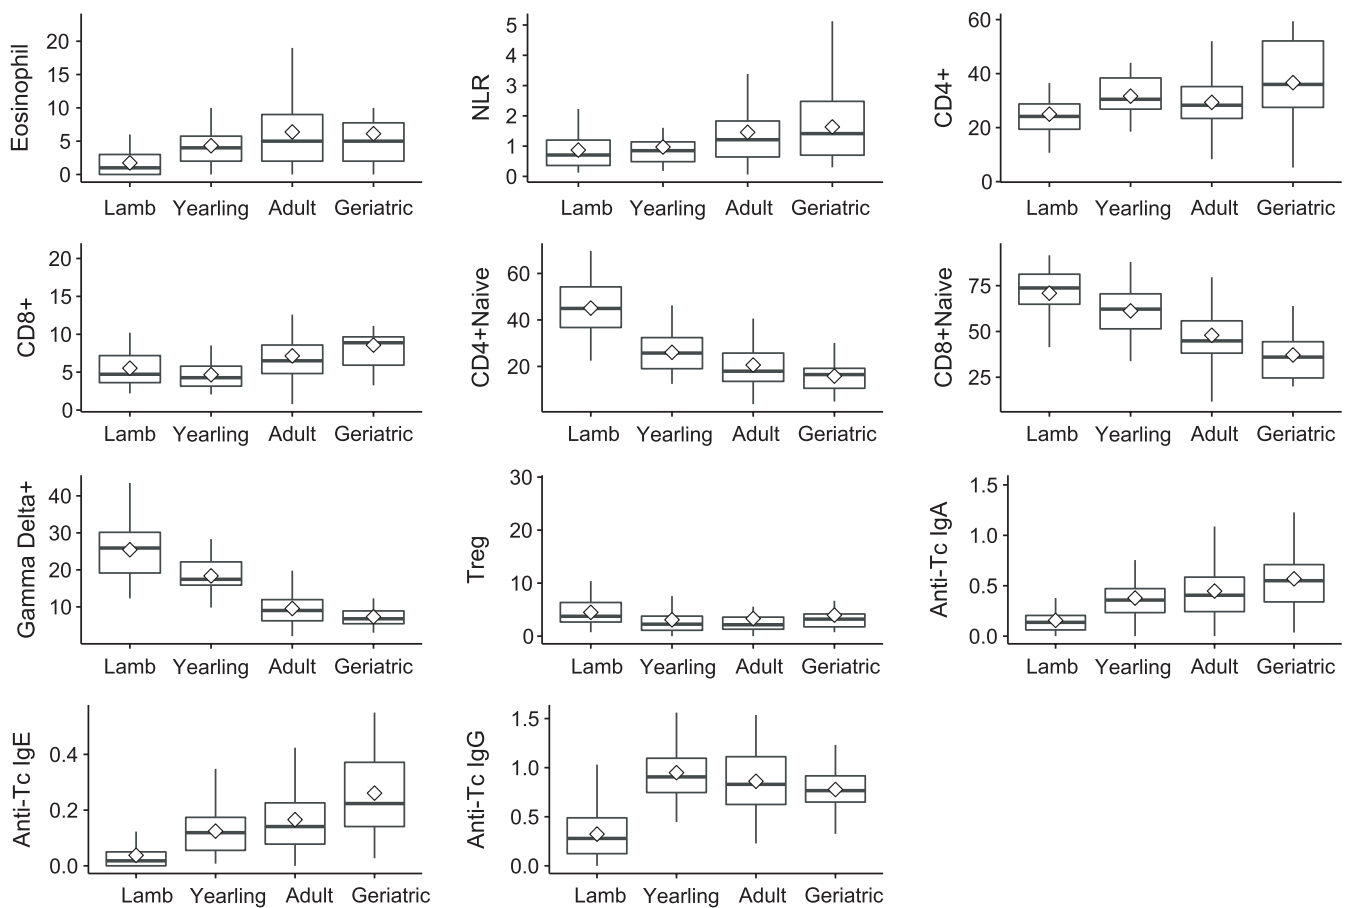 Eosinophil
20
15
10
5
0
Lamb Yearling Adult Geriatric
NLR
5
4
3
2
1
0
Lamb Yearling Adult Geriatric
CD4+
60
40
20
0
Lamb Yearling Adult Geriatric
CD8+
20
15
10
5
0
Lamb Yearling Adult Geriatric
CD4+Naive
60
40
20
Lamb Yearling Adult Geriatric
CD8+Naive
75
50
25
Lamb Yearling Adult Geriatric
Gamma Delta+
40
30
20
10
Lamb Yearling Adult Geriatric
Treg
30
20
10
0
Lamb Yearling Adult Geriatric
Anti-Tc IgA
1.5
1.0
0.5
0.0
Lamb Yearling Adult Geriatric
Anti-Tc IgE
0.4
0.2
0.0
Lamb Yearling Adult Geriatric
Anti-Tc IgG
1.5
1.0
0.5
0.0
Lamb Yearling Adult Geriatric